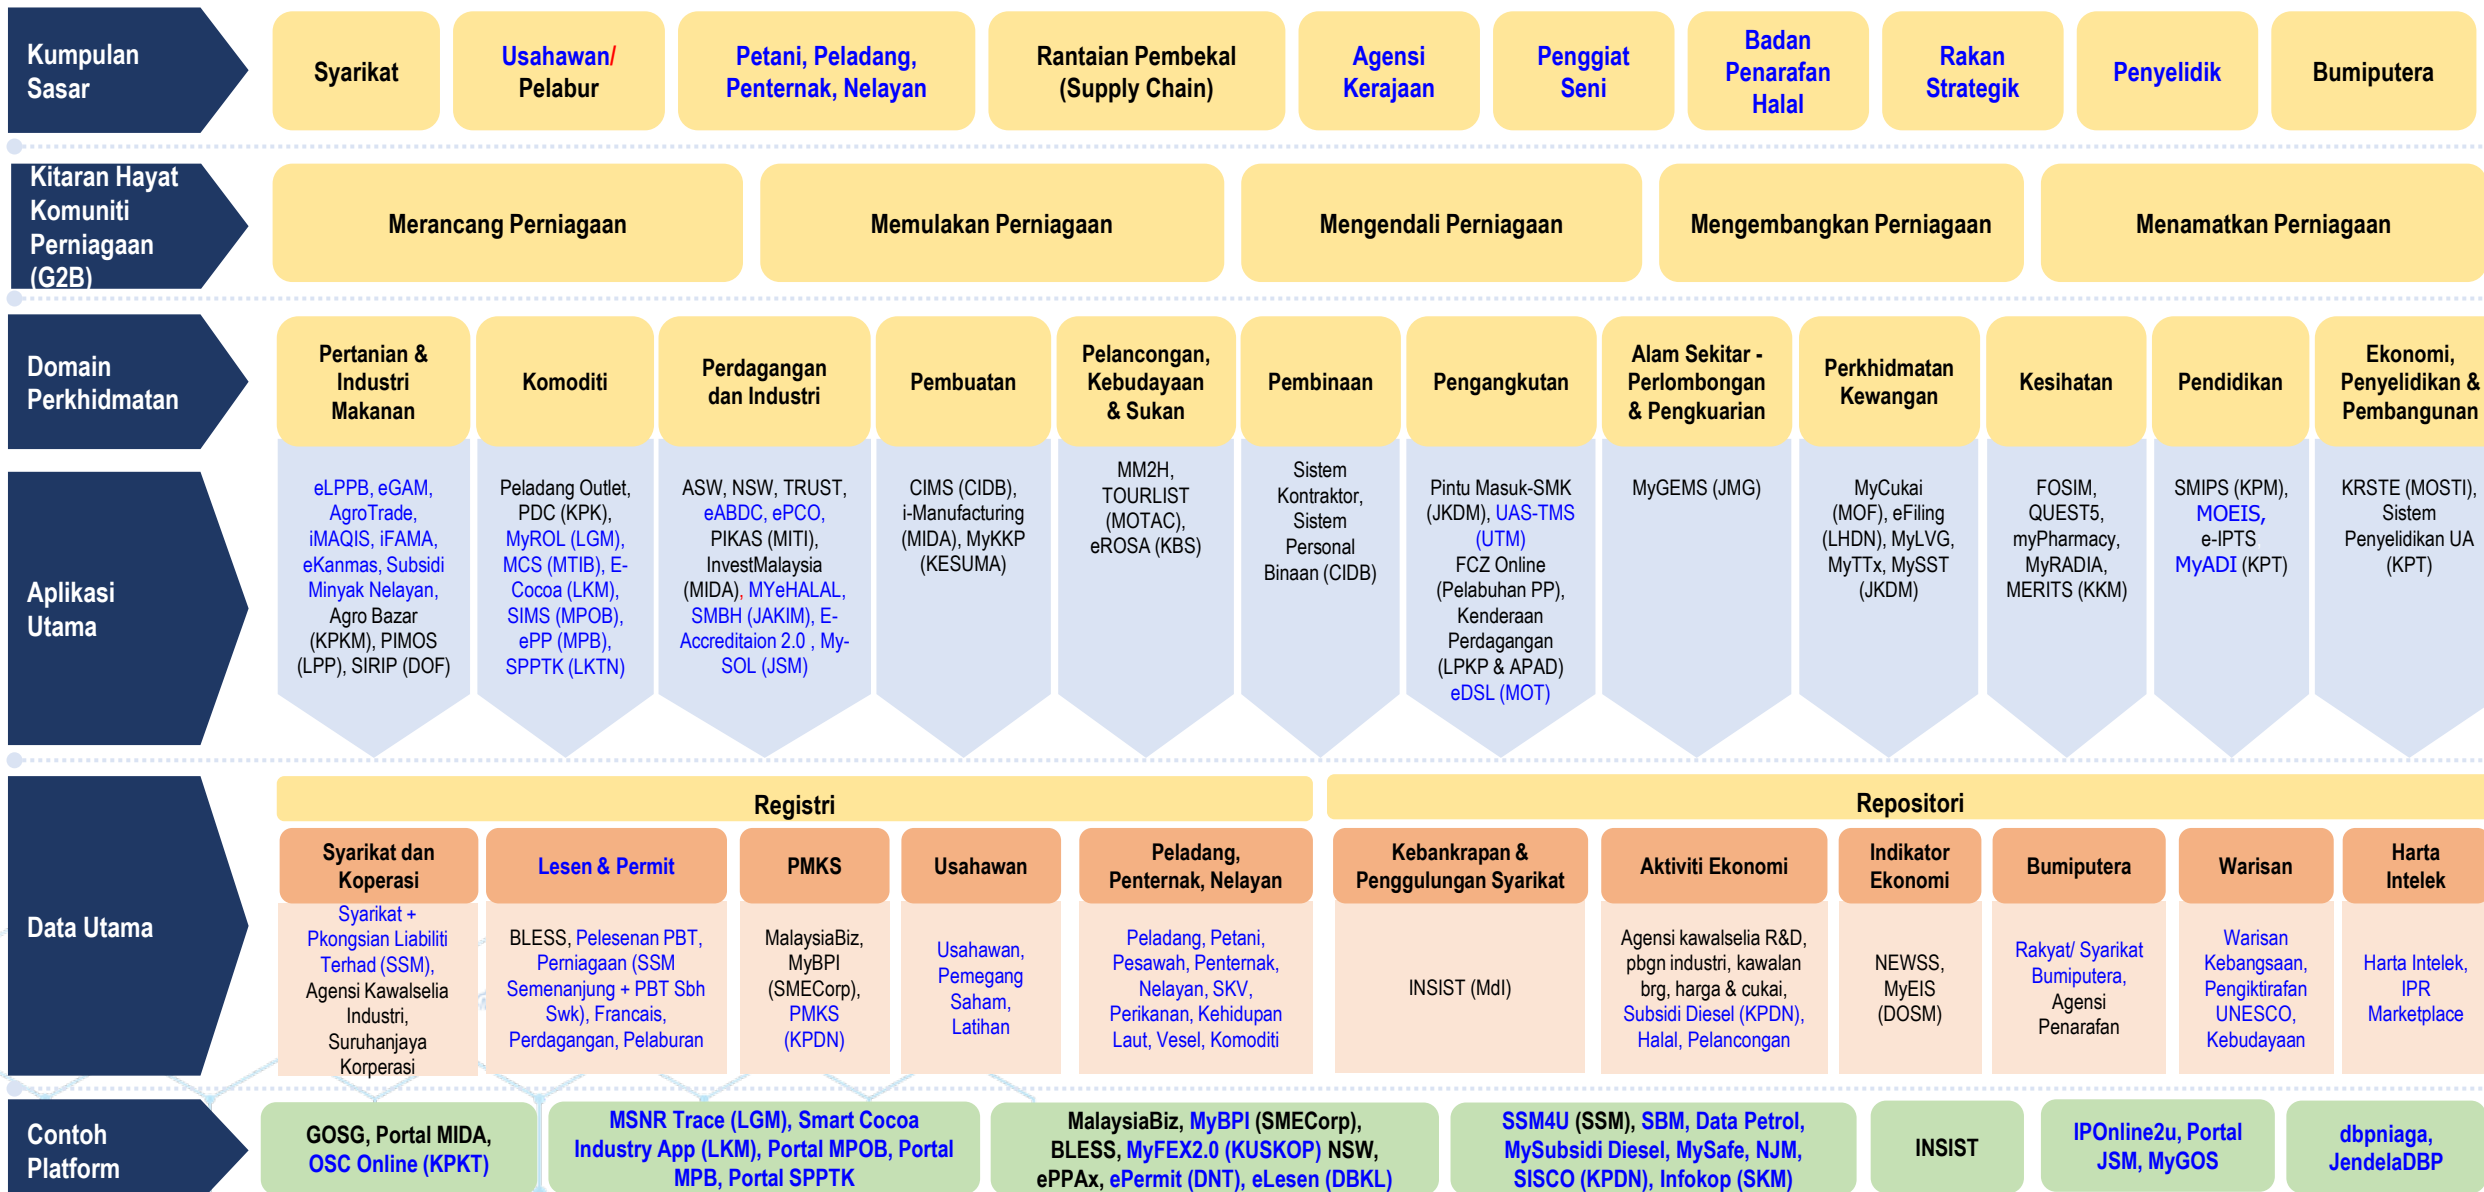 Kumpulan
Sasar
Syarikat
Usahawan/
Pelabur
Petani, Peladang,
Penternak, Nelayan
Rantaian Pembekal
(Supply Chain)
Agensi
Kerajaan
Penggiat
Seni
Badan
Penarafan
Halal
Rakan
Strategik
Penyelidik
Bumiputera
Kitaran Hayat
Komuniti
Perniagaan
(G2B)
Merancang Perniagaan
Memulakan Perniagaan
Mengendali Perniagaan
Mengembangkan Perniagaan
Menamatkan Perniagaan
Domain
Perkhidmatan
Pertanian &
Industri
Makanan
Komoditi
Perdagangan
dan Industri
Pembuatan
Pelancongan,
Kebudayaan
& Sukan
Pembinaan
Pengangkutan
Alam Sekitar -
Perlombongan
& Pengkuarian
Perkhidmatan
Kewangan
Kesihatan
Pendidikan
Ekonomi,
Penyelidikan &
Pembangunan
Aplikasi
Utama
eLPPB, eGAM,
AgroTrade,
iMAQIS, iFAMA,
eKanmas, Subsidi
Minyak Nelayan,
Agro Bazar
(KPKM), PIMOS
(LPP), SIRIP (DOF)
Peladang Outlet,
PDC (KPK),
MyROL (LGM),
MCS (MTIB), E-
Cocoa (LKM),
SIMS (MPOB),
ePP (MPB),
SPPTK (LKTN)
ASW, NSW, TRUST,
eABDC, ePCO,
PIKAS (MITI),
InvestMalaysia
(MIDA), MYeHALAL,
SMBH (JAKIM), E-
Accreditaion 2.0 , My-
SOL (JSM)
CIMS (CIDB),
i-Manufacturing
(MIDA), MyKKP
(KESUMA)
MM2H,
TOURLIST
(MOTAC),
eROSA (KBS)
Sistem
Kontraktor,
Sistem
Personal
Binaan (CIDB)
Pintu Masuk-SMK
(JKDM), UAS-TMS
(UTM)
FCZ Online
(Pelabuhan PP),
Kenderaan
Perdagangan
(LPKP & APAD)
eDSL (MOT)
MyGEMS (JMG)
MyCukai
(MOF), eFiling
(LHDN), MyLVG,
MyTTx, MySST
(JKDM)
FOSIM,
QUEST5,
myPharmacy,
MyRADIA,
MERITS (KKM)
SMIPS (KPM),
MOEIS,
e-IPTS,
MyADI (KPT)
KRSTE (MOSTI),
Sistem
Penyelidikan UA
(KPT)
Data Utama
Registri
Repositori
Syarikat dan
Koperasi
Lesen & Permit
PMKS
Usahawan
Peladang,
Penternak, Nelayan
Kebankrapan &
Penggulungan Syarikat
Aktiviti Ekonomi
Indikator
Ekonomi
Bumiputera
Warisan
Harta
Intelek
Syarikat +
Pkongsian Liabiliti
Terhad (SSM),
Agensi Kawalselia
Industri,
Suruhanjaya
Korperasi
BLESS, Pelesenan PBT,
Perniagaan (SSM
Semenanjung + PBT Sbh
Swk), Francais,
Perdagangan, Pelaburan
MalaysiaBiz,
MyBPI
(SMECorp),
PMKS
(KPDN)
Usahawan,
Pemegang
Saham,
Latihan
Peladang, Petani,
Pesawah, Penternak,
Nelayan, SKV,
Perikanan, Kehidupan
Laut, Vesel, Komoditi
INSIST (MdI)
Agensi kawalselia R&D,
pbgn industri, kawalan
brg, harga & cukai,
Subsidi Diesel (KPDN),
Halal, Pelancongan
NEWSS,
MyEIS
(DOSM)
Rakyat/ Syarikat
Bumiputera,
Agensi
Penarafan
Warisan
Kebangsaan,
Pengiktirafan
UNESCO,
Kebudayaan
Harta Intelek,
IPR
Marketplace
Contoh
Platform
GOSG, Portal MIDA,
OSC Online (KPKT)
MSNR Trace (LGM), Smart Cocoa
Industry App (LKM), Portal MPOB, Portal
MPB, Portal SPPTK
MalaysiaBiz, MyBPI (SMECorp),
BLESS, MyFEX2.0 (KUSKOP) NSW,
ePPAx, ePermit (DNT), eLesen (DBKL)
SSM4U (SSM), SBM, Data Petrol,
MySubsidi Diesel, MySafe, NJM,
SISCO (KPDN), Infokop (SKM)
INSIST
IPOnline2u, Portal
JSM, MyGOS
dbpniaga,
JendelaDBP